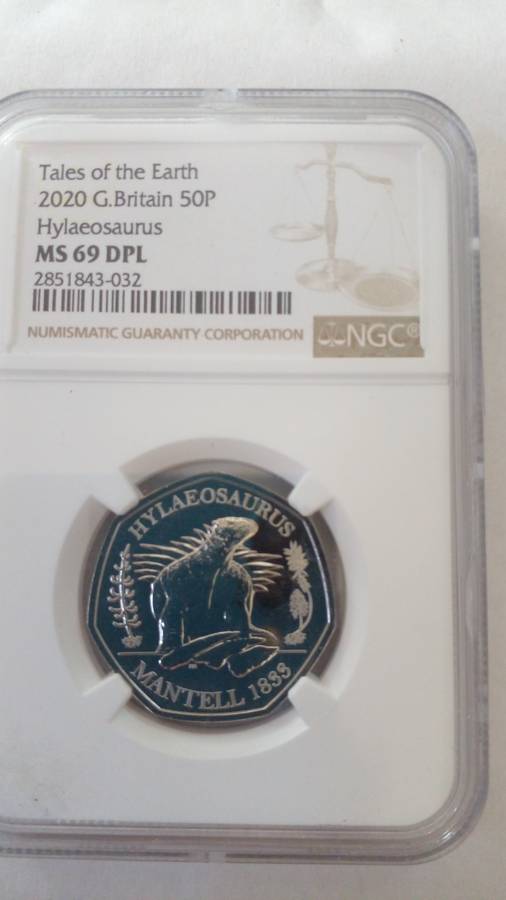 Tales of the Earth
2020 G.Britain 50P
Hylaeosaurus
MS 69 DPL
2851843-032
NUMISMATIC GUARANTY CORPORATION
NGC®
HYLAEOSAURUS
MANTELL 1833